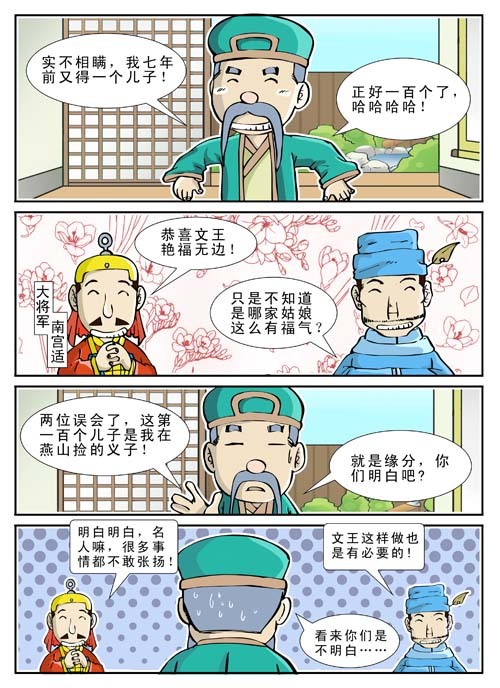 实不相瞒，我七年
前又得一个儿子！
正好一百个了，
哈哈哈哈！
恭喜文王
艳福无边！
大将军
南宫适
只是不知道
是哪家姑娘
这么有福气？
两位误会了，这第
一百个儿子是我在
燕山捡的义子！
就是缘分，你
们明白吧？
明白明白，名
人嘛，很多事
情都不敢张扬！
文王这样做也
是有必要的！
看来你们是
不明白……